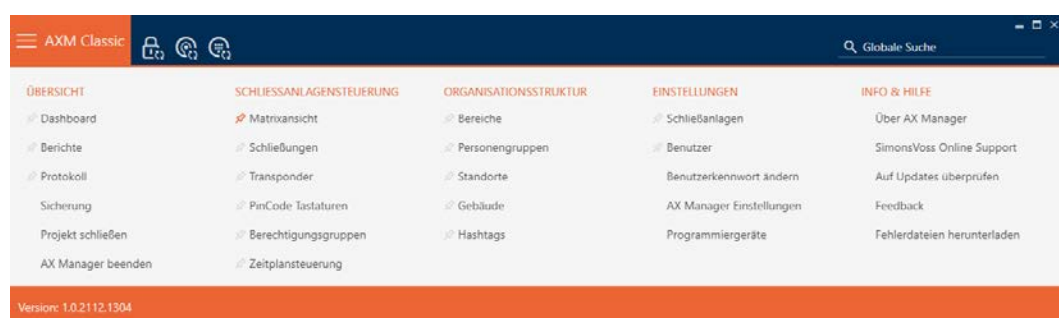 AXM Classic
Globale Suche
ÜBERSICHT
Dashboard
Berichte
Protokoll
Sicherung
Projekt schließen
AX Manager beenden
SCHLIESSANLAGENSTEUERUNG
Matrixansicht
Schließungen
Transponder
PinCode Tastaturen
Berechtigungsgruppen
Zeitplansteuerung
ORGANISATIONSSTRUKTUR
Bereiche
Personengruppen
Standorte
Gebäude
Hashtags
EINSTELLUNGEN
Schließanlagen
Benutzer
Benutzerkennwort ändern
AX Manager Einstellungen
Programmiergeräte
INFO & HILFE
Über AX Manager
SimonsVoss Online Support
Auf Updates überprüfen
Feedback
Fehlerdateien herunterladen
Version: 1.0.2112.1304